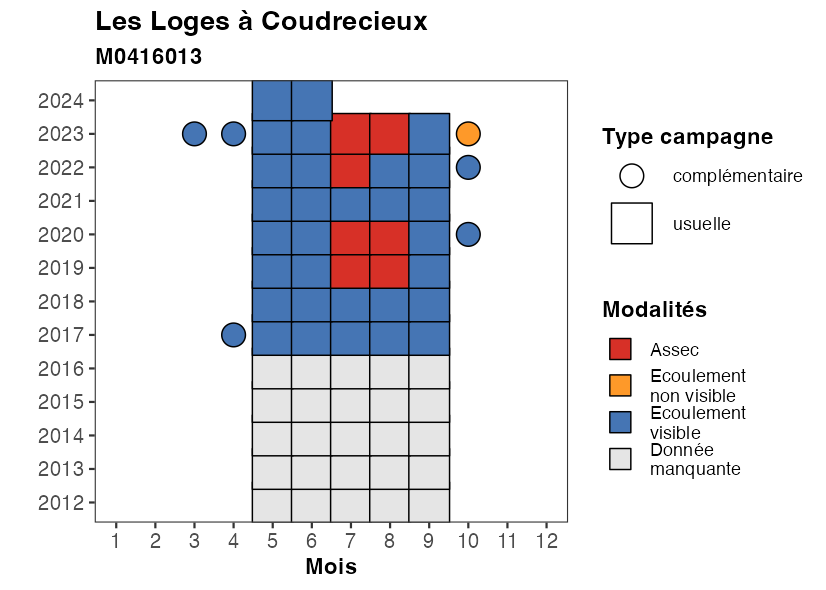 Les Loges à Coudrecieux
M0416013
2024
2023
2022
2021
2020
2019
2018
2017
2016
2015
2014
2013
2012
1 2 3 4 5 6 7 8 9 10 11 12
Mois
Type campagne
complémentaire
usuelle
Modalités
Assec
Ecoulement
non visible
Ecoulement
visible
Donnée
manquante